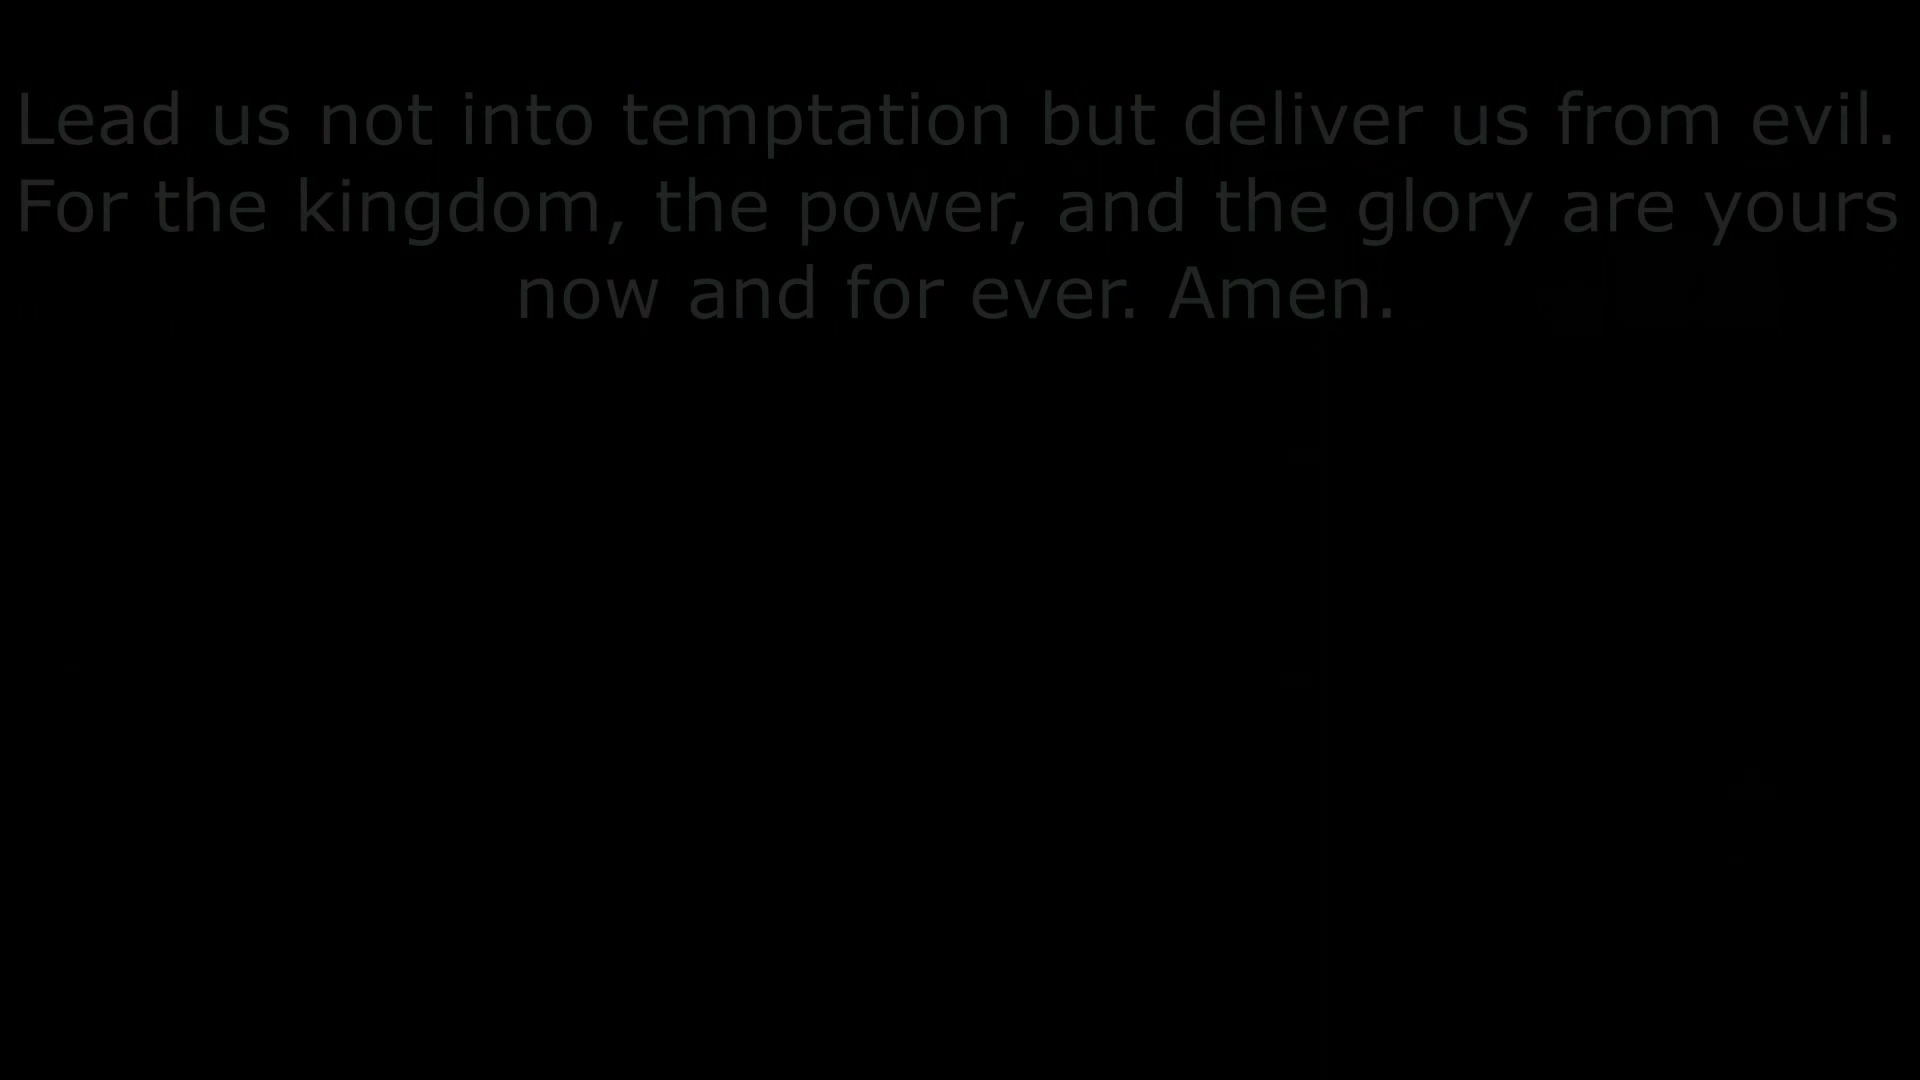 Lead us not into temptation but deliver us from evil.
For the kingdom, the power, and the glory are yours
now and for ever. Amen.